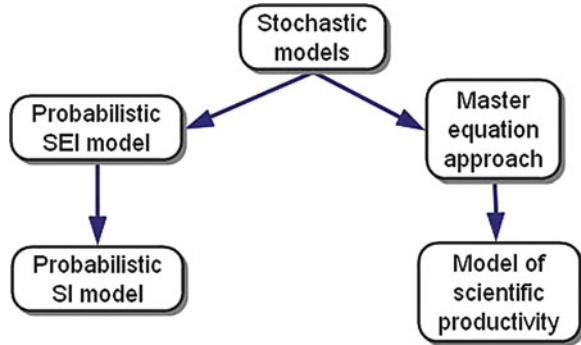 Stochastic
models
Probabilistic
SEI model
Master
equation
approach
Probabilistic
SI model
Model of
scientific
productivity